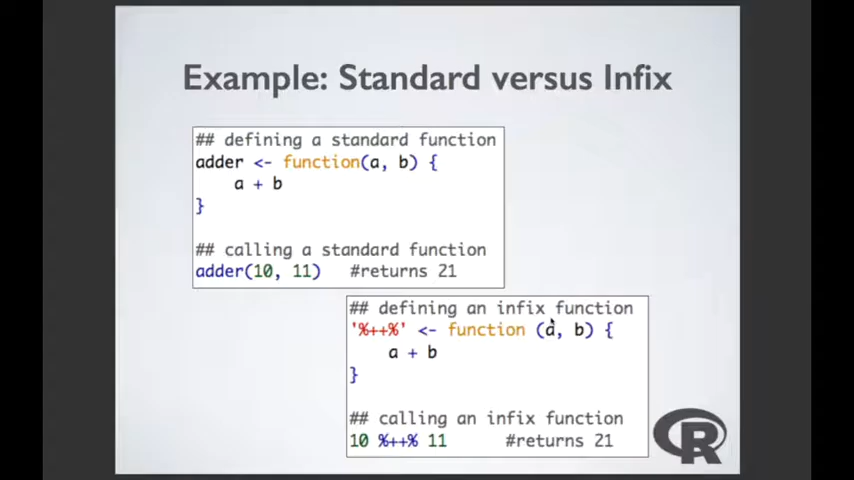 Example: Standard versus Infix
## defining a standard function
adder <- function(a, b) {
    a + b
}
## calling a standard function
adder(10, 11)   #returns 21
## defining an infix function
'%++%' <- function (a, b) {
    a + b
}
## calling an infix function
10 %++% 11      #returns 21
R